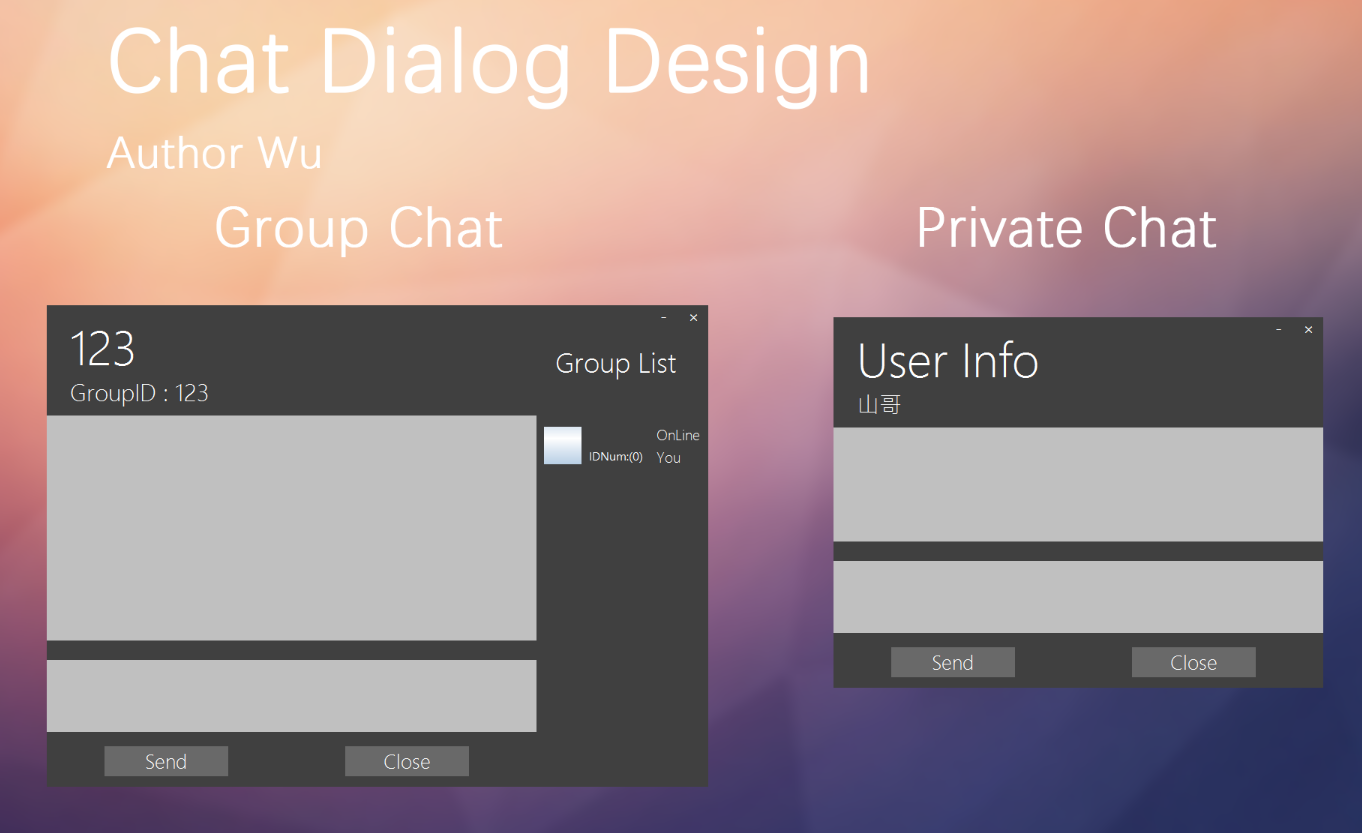 Chat Dialog Design
Author Wu
Group Chat
Private Chat
123
GroupID : 123
Group List
OnLine
IDNum:(0)
You
Send
Close
User Info
山哥
Send
Close